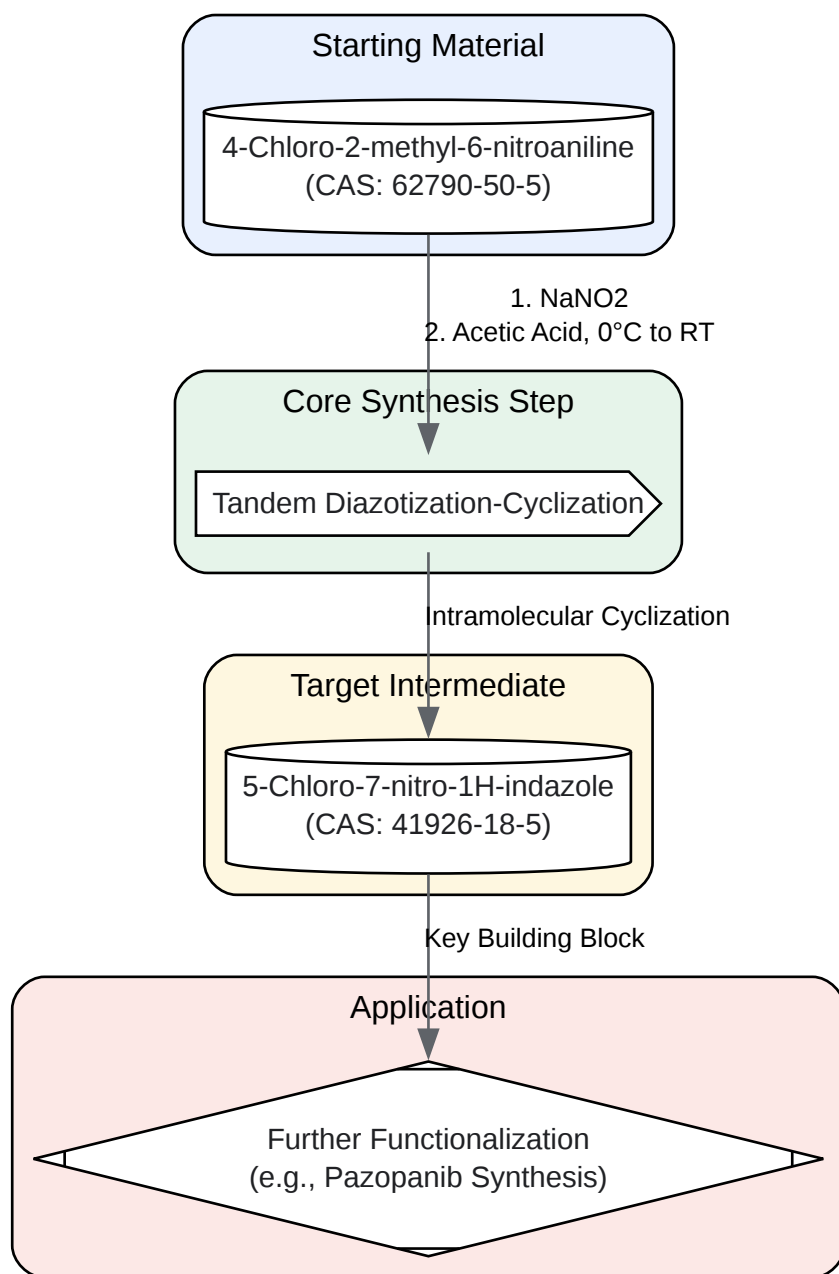 Starting Material
4-Chloro-2-methyl-6-nitroaniline
(CAS: 62790-50-5)
1. NaNO2
2. Acetic Acid, 0°C to RT
Core Synthesis Step
Tandem Diazotization-Cyclization
Intramolecular Cyclization
Target Intermediate
5-Chloro-7-nitro-1H-indazole
(CAS: 41926-18-5)
Key Building Block
Application
Further Functionalization
(e.g., Pazopanib Synthesis)